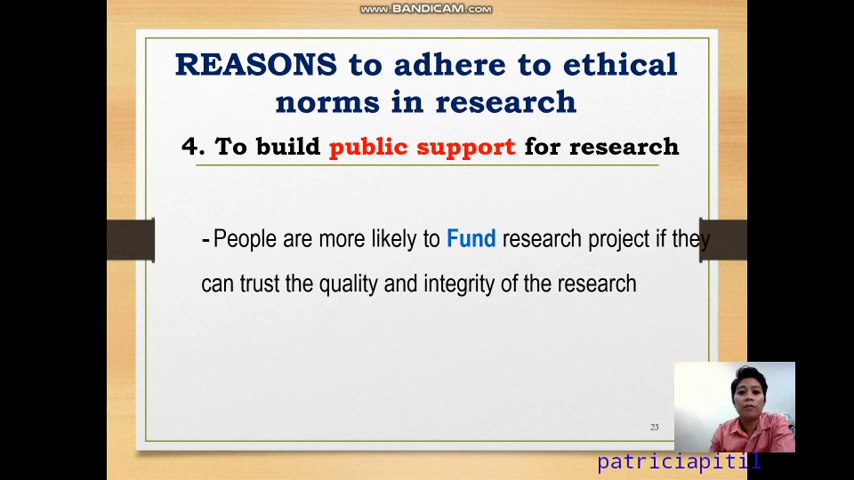 WWW.BANDICAM.COM
REASONS to adhere to ethical
norms in research
4. To build public support for research
-People are more likely to Fund research project if they
can trust the quality and integrity of the research
23
patriciapitil